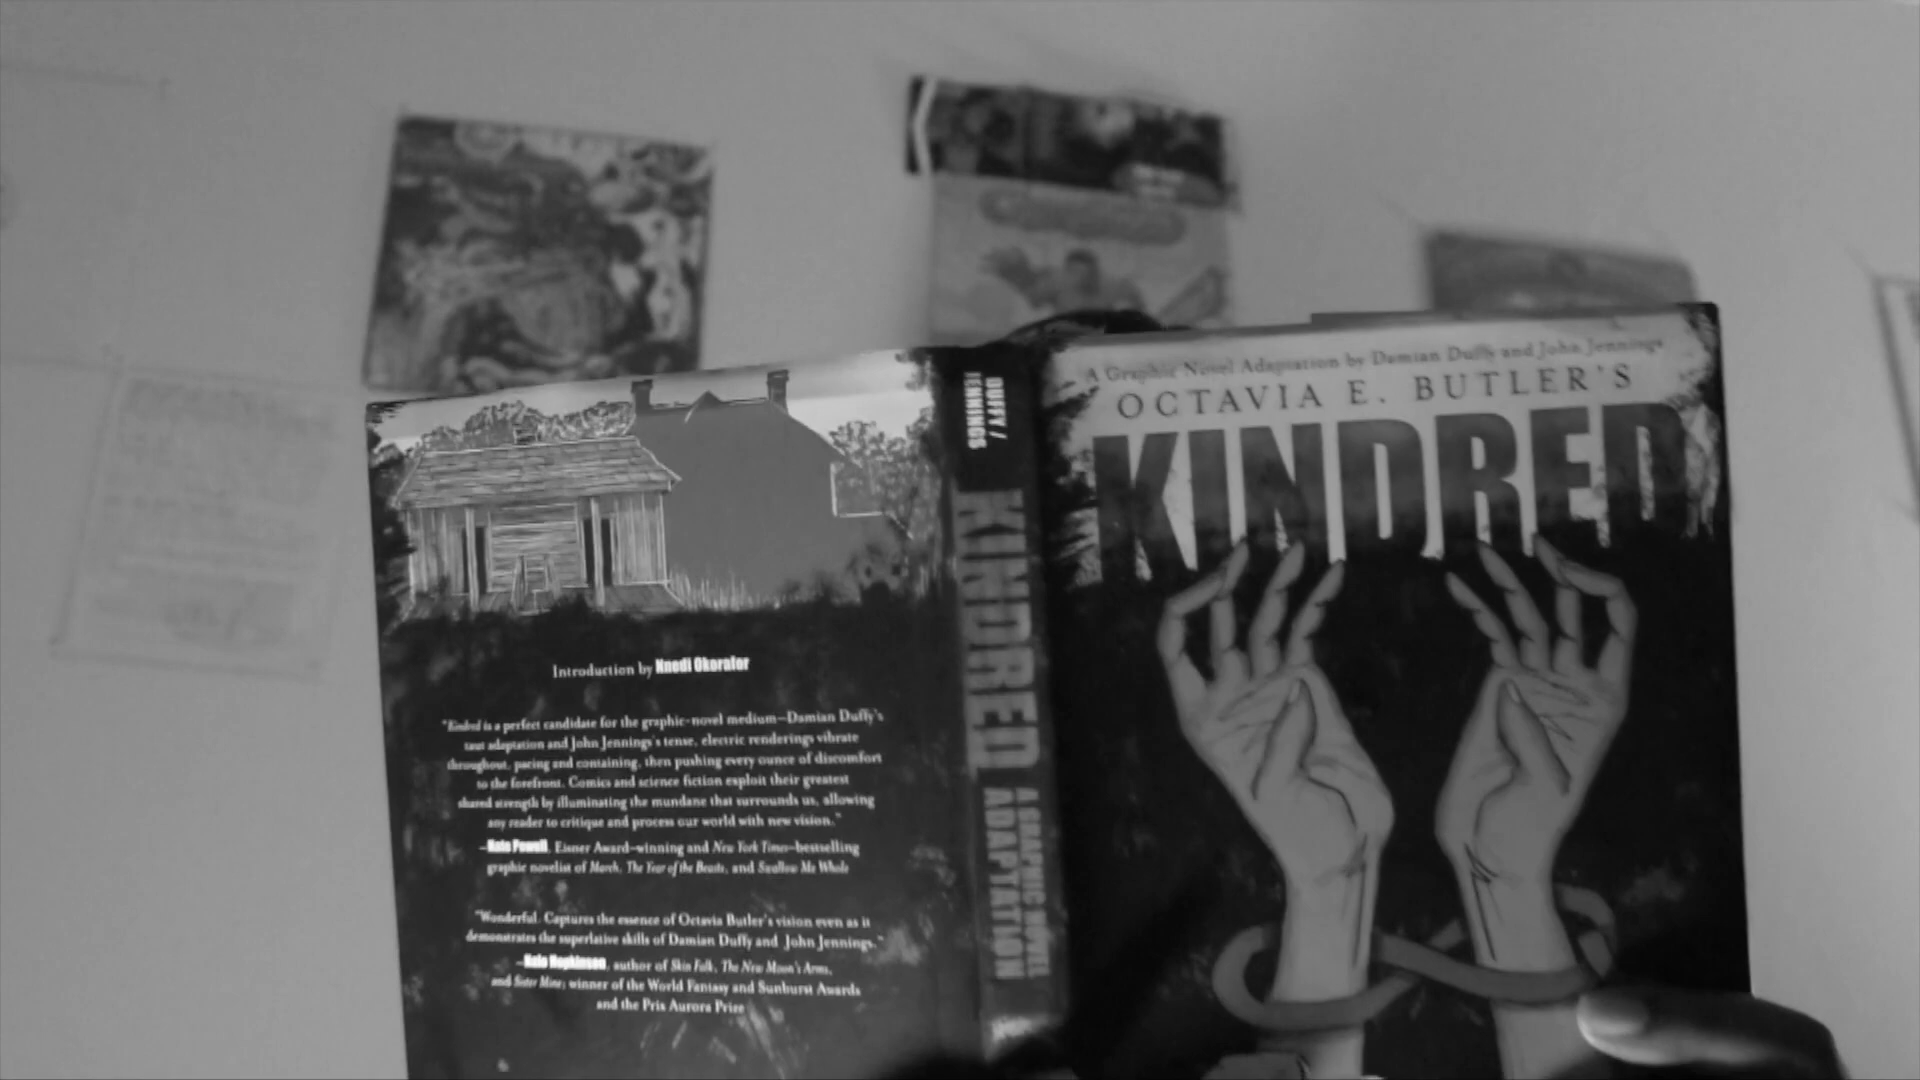 Introduction by Nnedi Okorafor
"Kindred is a perfect candidate for the graphic-novel medium—Damian Duffy's
taut adaptation and John Jennings's tense, electric renderings vibrate
throughout, pacing and containing, then pushing every ounce of discomfort
to the forefront. Comics and science fiction exploit their greatest
shared strength by illuminating the mundane that surrounds us, allowing
any reader to critique and process our world with new vision."
—Nate Powell, Eisner Award–winning and New York Times–bestselling
graphic novelist of March, The Year of the Beasts, and Swallow Me Whole
"Wonderful. Captures the essence of Octavia Butler's vision even as it
demonstrates the superlative skills of Damian Duffy and John Jennings."
—Nalo Hopkinson, author of Skin Folk, The New Moon's Arms,
and Sister Mine; winner of the World Fantasy and Sunburst Awards
and the Prix Aurora Prize
DUFFY /
JENNINGS
KINDRED
A GRAPHIC NOVEL
ADAPTATION
A Graphic Novel Adaptation by Damian Duffy and John Jennings
OCTAVIA E. BUTLER'S
KINDRED